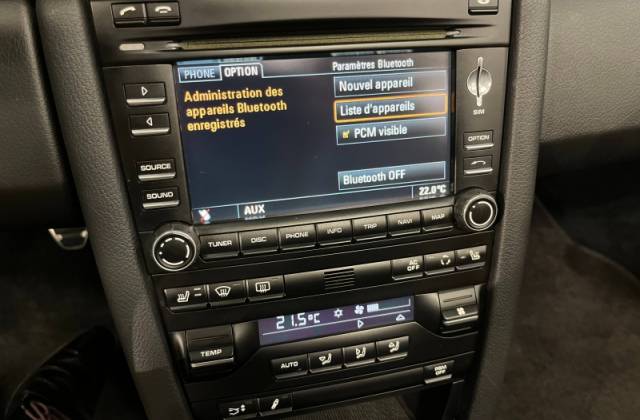 PHONE OPTION
Paramètres Bluetooth
Administration des
appareils Bluetooth
enregistrés
Nouvel appareil
Liste d'appareils
PCM visible
Bluetooth OFF
AUX
22.0°C
SOURCE
SOUND
SIM
OPTION
TUNER DISC PHONE INFO TRIP NAVI MAP
AC
OFF
21.5°C
TEMP
AUTO